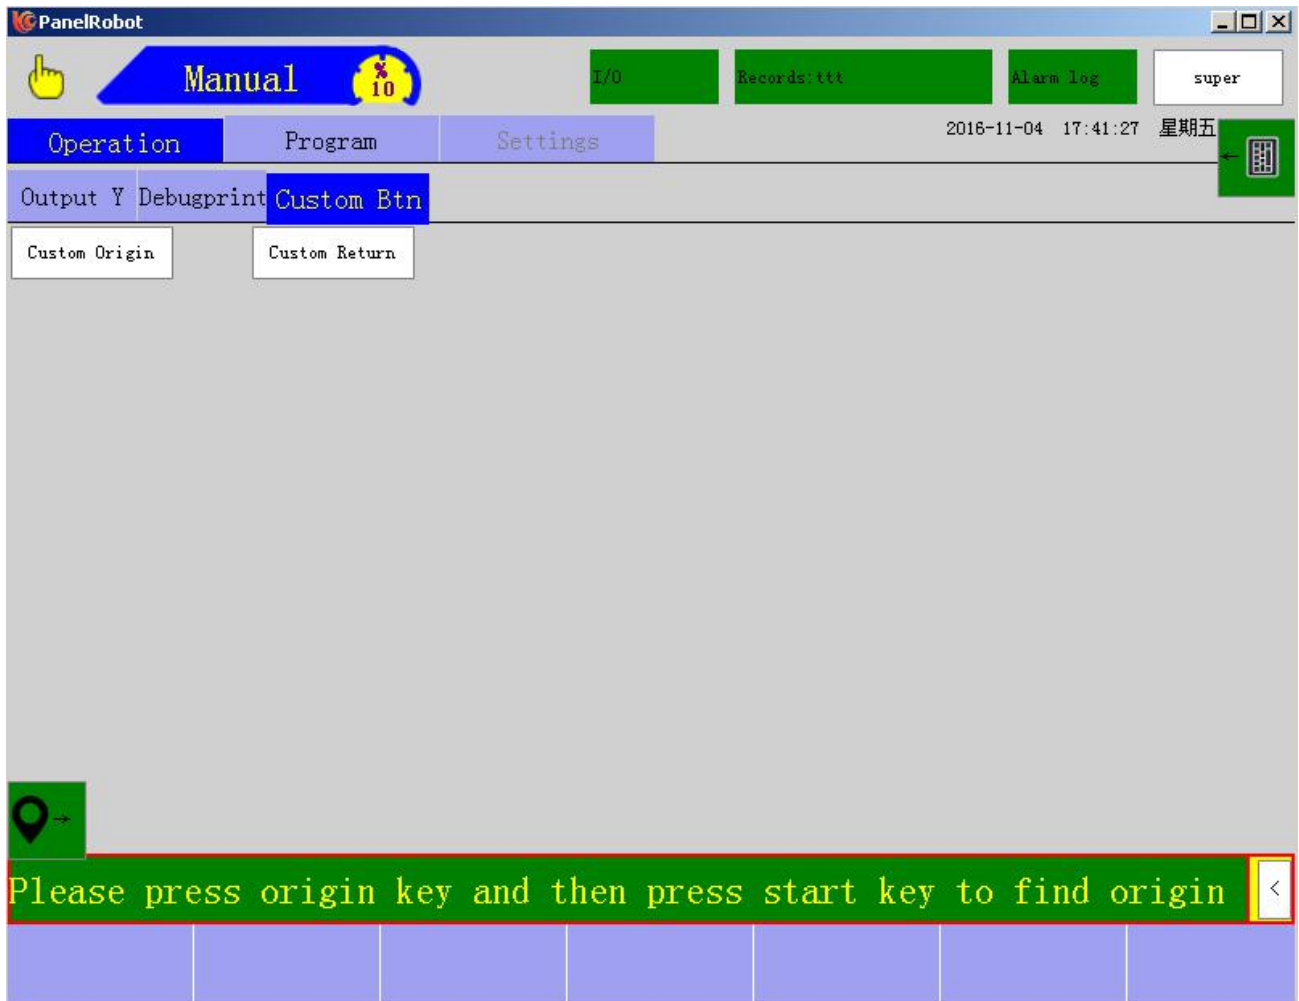 PanelRobot
Manual % 10 I/O Records:ttt Alarm log super
Operation Program Settings 2016-11-04 17:41:27 星期五
←
Output Y Debugprint Custom Btn
Custom Origin Custom Return
→
Please press origin key and then press start key to find origin <